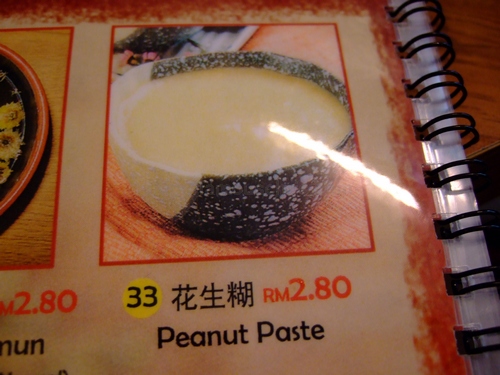 RM2.80
33 花生糊 RM2.80
Peanut Paste